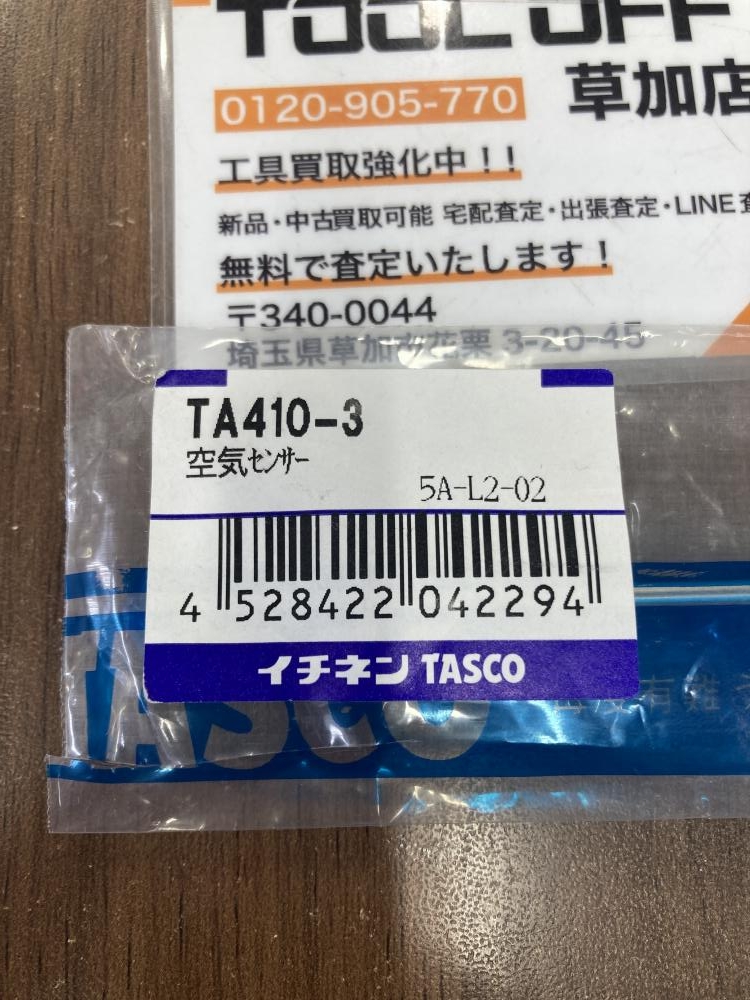 TOOL OFF
0120-905-770
草加店
工具買取強化中!!
新品・中古買取可能 宅配査定・出張査定・LINE査
無料で査定いたします!
〒340-0044
埼玉県草加市花栗 3-20-45
TA410-3
空気センサー
5A-L2-02
4 528422 042294
イチネン TASCO
TASCO